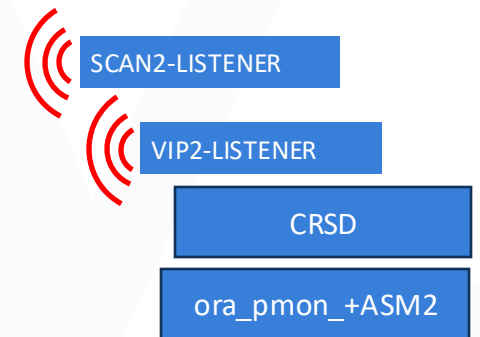 SCAN2-LISTENER
VIP2-LISTENER
CRSD
ora_pmon_+ASM2